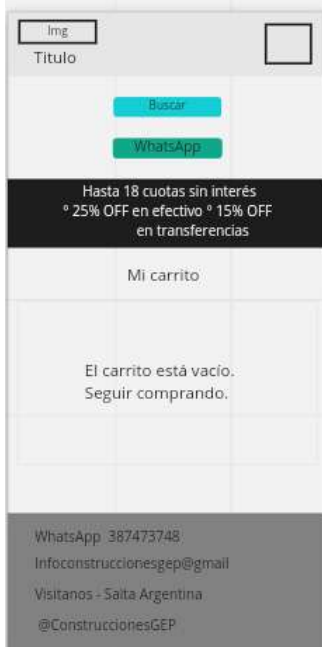 Img
Titulo
Buscar
WhatsApp
Hasta 18 cuotas sin interés
° 25% OFF en efectivo ° 15% OFF
en transferencias
Mi carrito
El carrito está vacío.
Seguir comprando.
WhatsApp 387473748
Infoconstruccionesgep@gmail
Visitanos - Salta Argentina
@ConstruccionesGEP